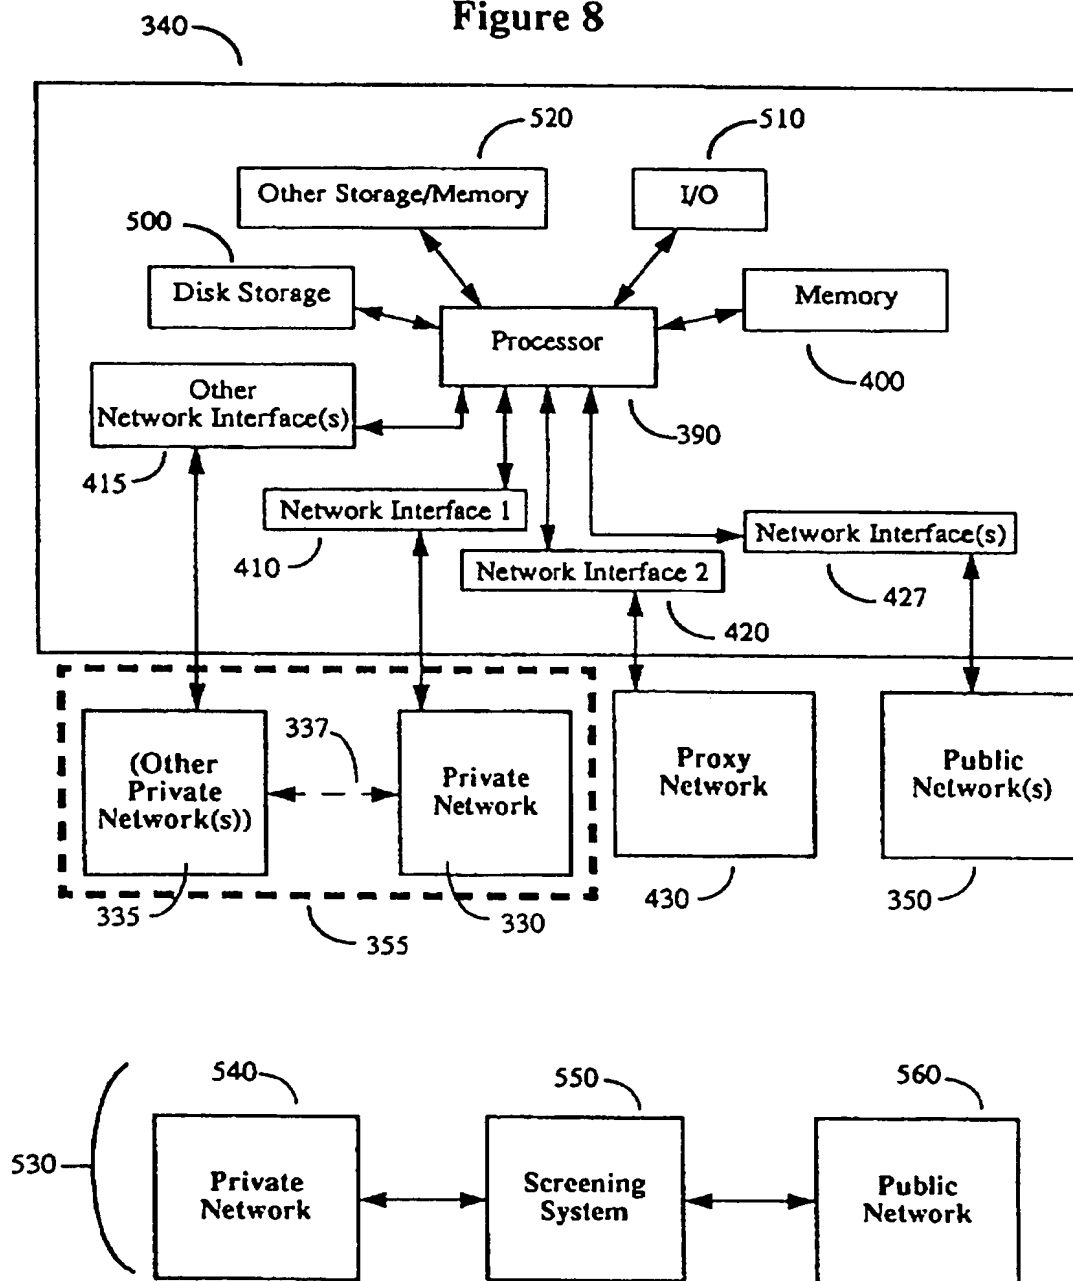 Figure 8
340
520
510
Other Storage/Memory
I/O
500
Disk Storage
Memory
Processor
400
Other
Network Interface(s)
390
415
Network Interface 1
Network Interface(s)
410
Network Interface 2
427
420
337
(Other
Private
Network(s))
Private
Network
Proxy
Network
Public
Network(s)
335
330
430
350
355
540
550
560
530
Private
Network
Screening
System
Public
Network